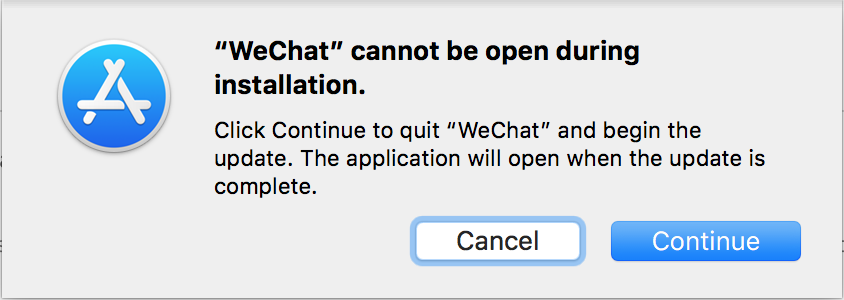 “WeChat” cannot be open during
installation.
Click Continue to quit “WeChat” and begin the
update. The application will open when the update is
complete.
Cancel Continue